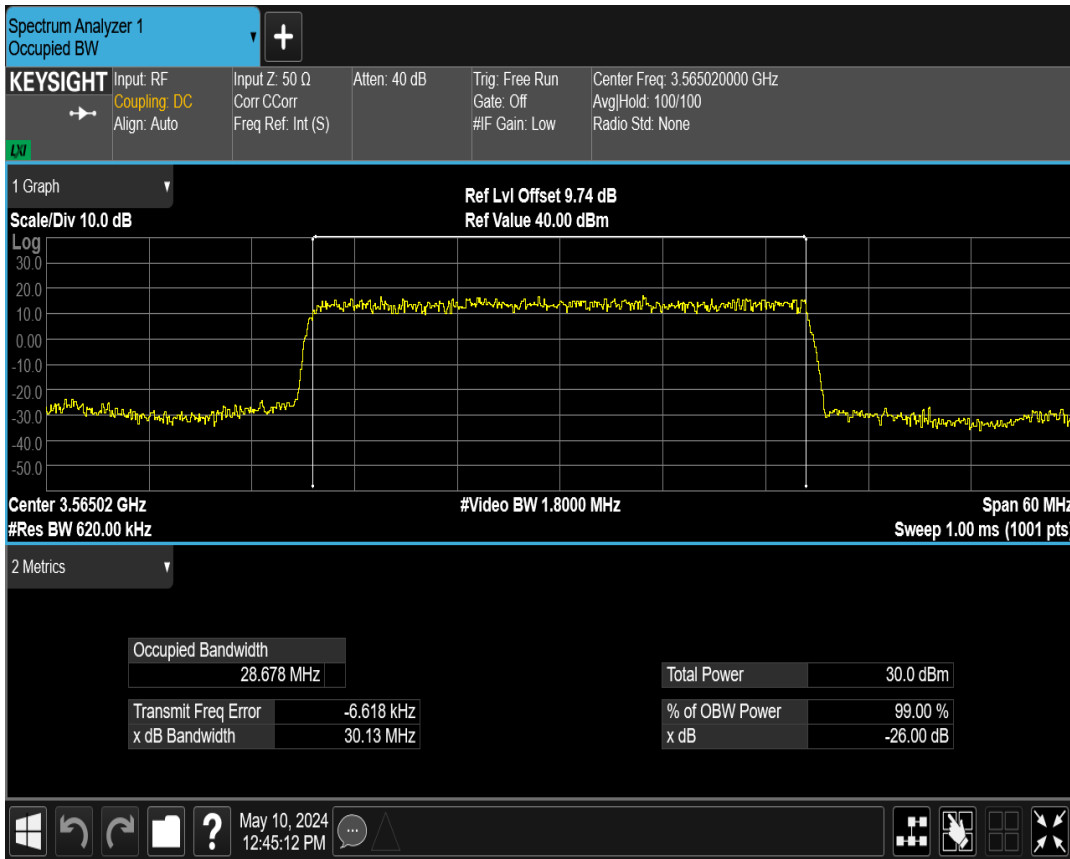 Spectrum Analyzer 1
Occupied BW
KEYSIGHT
LXI
Input: RF
Coupling: DC
Align: Auto
Input Z: 50 Ω
Corr CCorr
Freq Ref: Int (S)
Atten: 40 dB
Trig: Free Run
Gate: Off
#IF Gain: Low
Center Freq: 3.565020000 GHz
Avg|Hold: 100/100
Radio Std: None
1 Graph
Scale/Div 10.0 dB
Ref Lvl Offset 9.74 dB
Ref Value 40.00 dBm
Log
30.0
20.0
10.0
0.00
-10.0
-20.0
-30.0
-40.0
-50.0
Center 3.56502 GHz
#Video BW 1.8000 MHz
Span 60 MHz
#Res BW 620.00 kHz
Sweep 1.00 ms (1001 pts)
2 Metrics
Occupied Bandwidth
28.678 MHz
Total Power 30.0 dBm
Transmit Freq Error -6.618 kHz
% of OBW Power 99.00 %
x dB Bandwidth 30.13 MHz
x dB -26.00 dB
?
May 10, 2024
12:45:12 PM